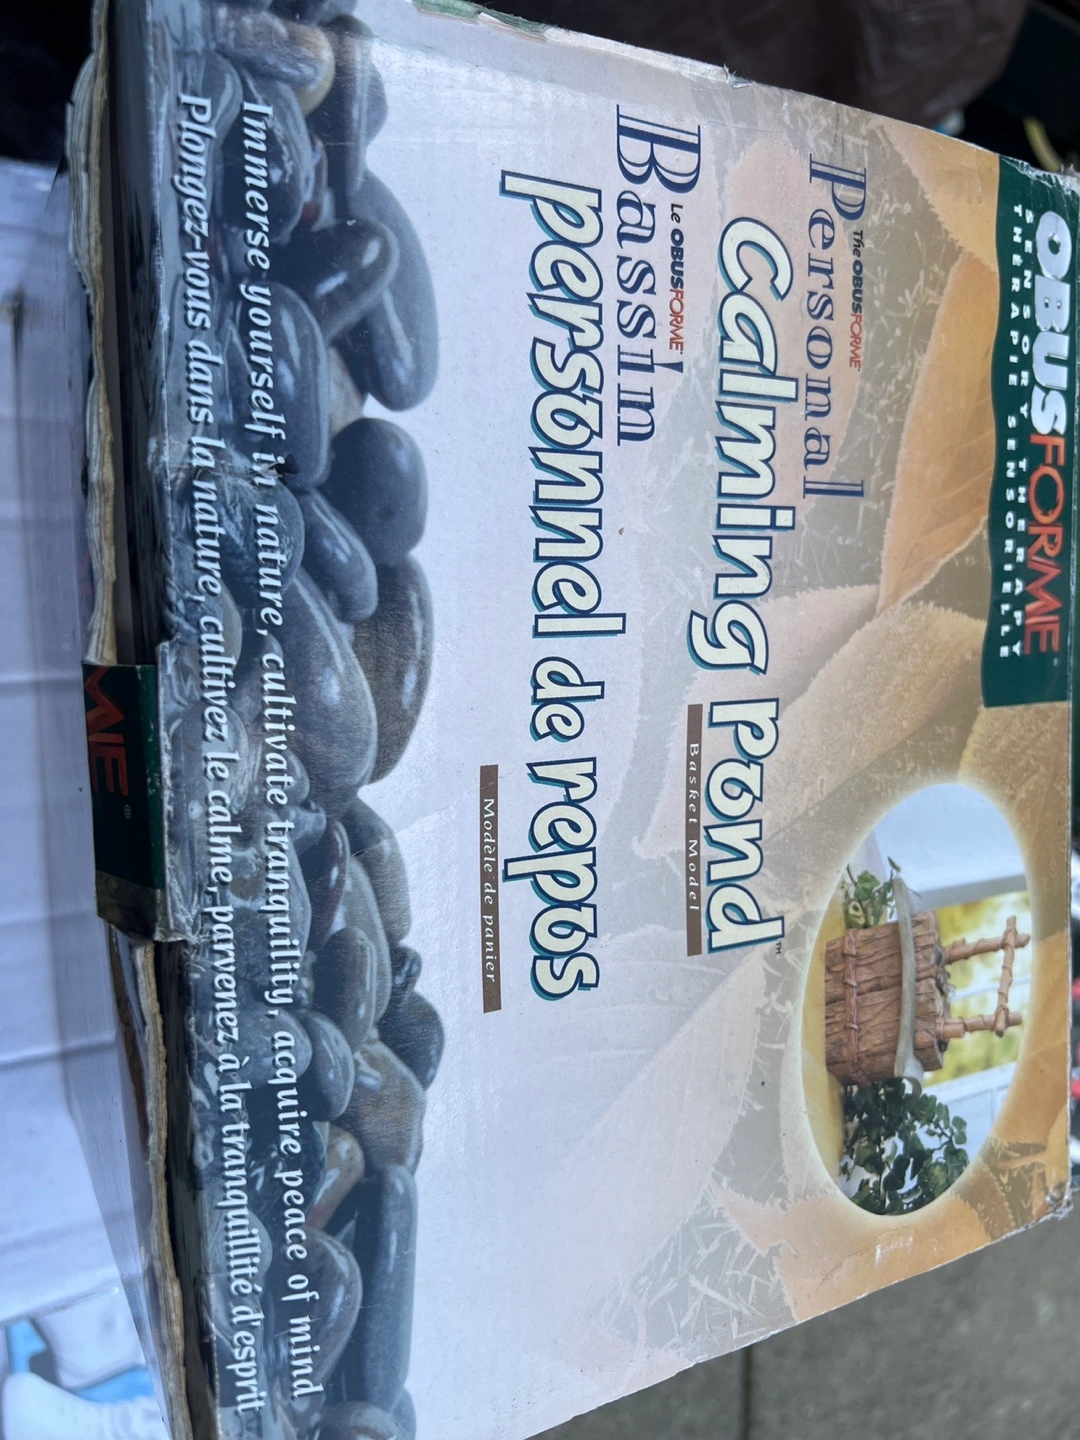 OBUSFORME®
SENSORY THERAPY
THÉRAPIE SENSORIELLE
The OBUSFORME®
Personal
Calming pond™
Basket Model
Le OBUSFORME®
Bassin
personnel de repos
Modèle de panier
Immerse yourself in nature, cultivate tranquility, acquire peace of mind
Plongez-vous dans la nature, cultivez le calme, parvenez à la tranquillité d'esprit
ME®